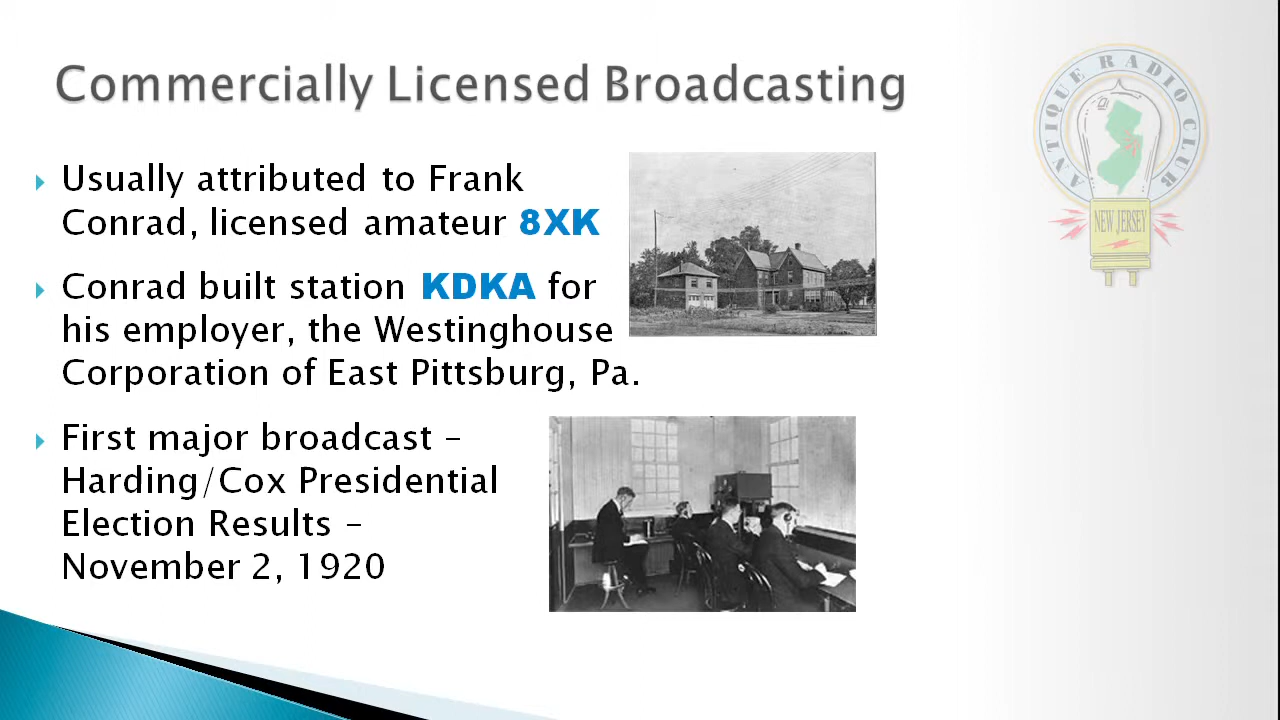 Commercially Licensed Broadcasting
Usually attributed to Frank
Conrad, licensed amateur 8XK
Conrad built station KDKA for
his employer, the Westinghouse
Corporation of East Pittsburg, Pa.
First major broadcast –
Harding/Cox Presidential
Election Results –
November 2, 1920
ANTIQUE RADIO CLUB
NEW JERSEY